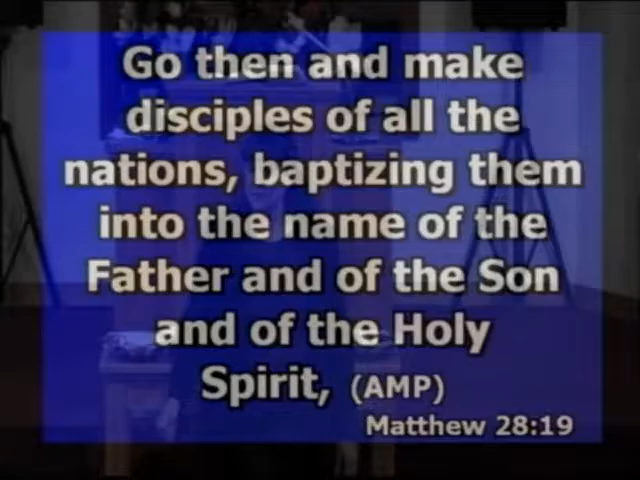 Go then and make
disciples of all the
nations, baptizing them
into the name of the
Father and of the Son
and of the Holy
Spirit, (AMP)
Matthew 28:19